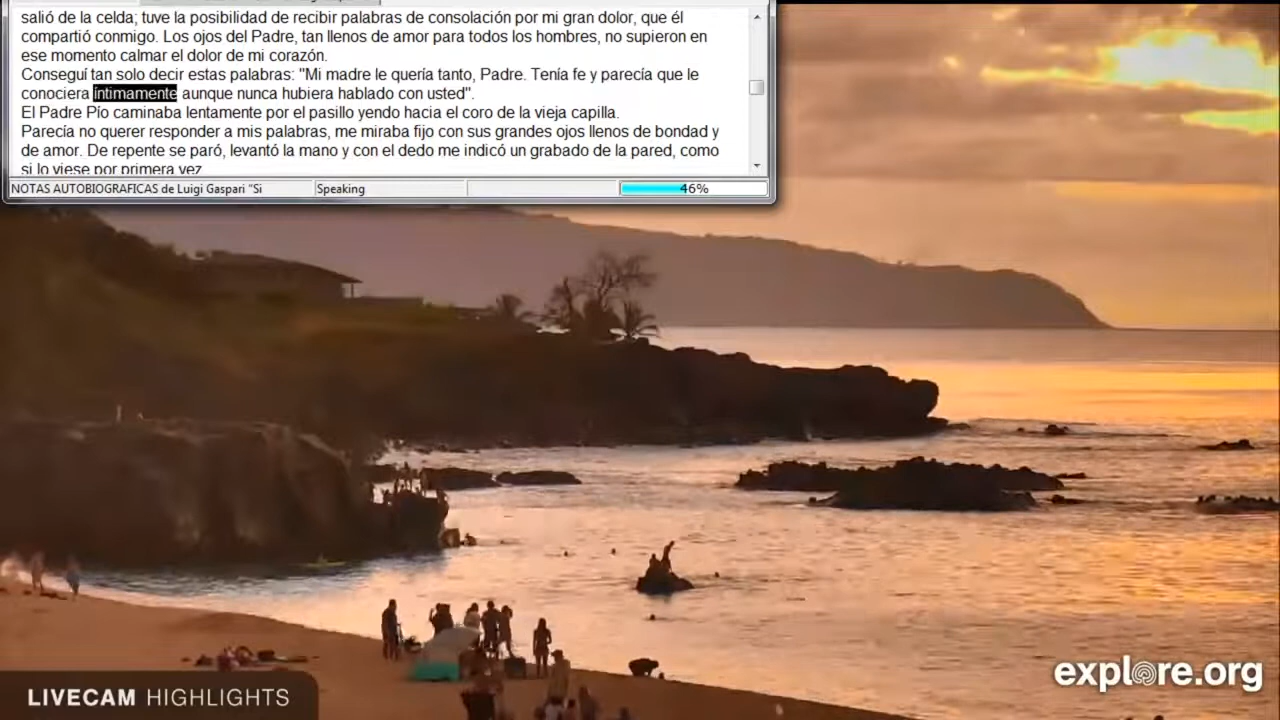 salió de la celda; tuve la posibilidad de recibir palabras de consolación por mi gran dolor, que él
compartió conmigo. Los ojos del Padre, tan llenos de amor para todos los hombres, no supieron en
ese momento calmar el dolor de mi corazón.
Conseguí tan solo decir estas palabras: "Mi madre le quería tanto, Padre. Tenía fe y parecía que le
conociera íntimamente aunque nunca hubiera hablado con usted".
El Padre Pío caminaba lentamente por el pasillo yendo hacia el coro de la vieja capilla.
Parecía no querer responder a mis palabras, me miraba fijo con sus grandes ojos llenos de bondad y
de amor. De repente se paró, levantó la mano y con el dedo me indicó un grabado de la pared, como
si lo viese por primera vez
NOTAS AUTOBIOGRAFICAS de Luigi Gaspari "Si Speaking 46%
explore.org
LIVECAM HIGHLIGHTS